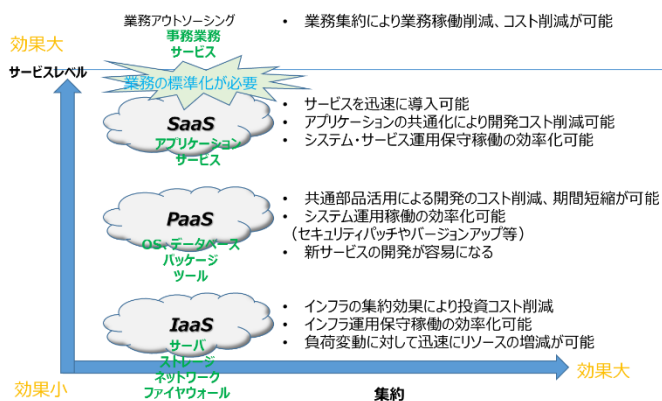 業務アウトソーシング
事務業務
サービス
・ 業務集約により業務稼働削減、コスト削減が可能
効果大
サービスレベル
業務の標準化が必要
SaaS
アプリケーション
サービス
・ サービスを迅速に導入可能
・ アプリケーションの共通化により開発コスト削減可能
・ システム・サービス運用保守稼働の効率化可能
PaaS
OS、データベース
パッケージ
ツール
・ 共通部品活用による開発のコスト削減、期間短縮が可能
・ システム運用稼働の効率化可能
（セキュリティパッチやバージョンアップ等）
・ 新サービスの開発が容易になる
IaaS
サーバ
ストレージ
ネットワーク
ファイヤウォール
・ インフラの集約効果により投資コスト削減
・ インフラ運用保守稼働の効率化可能
・ 負荷変動に対して迅速にリソースの増減が可能
効果小
集約
効果大